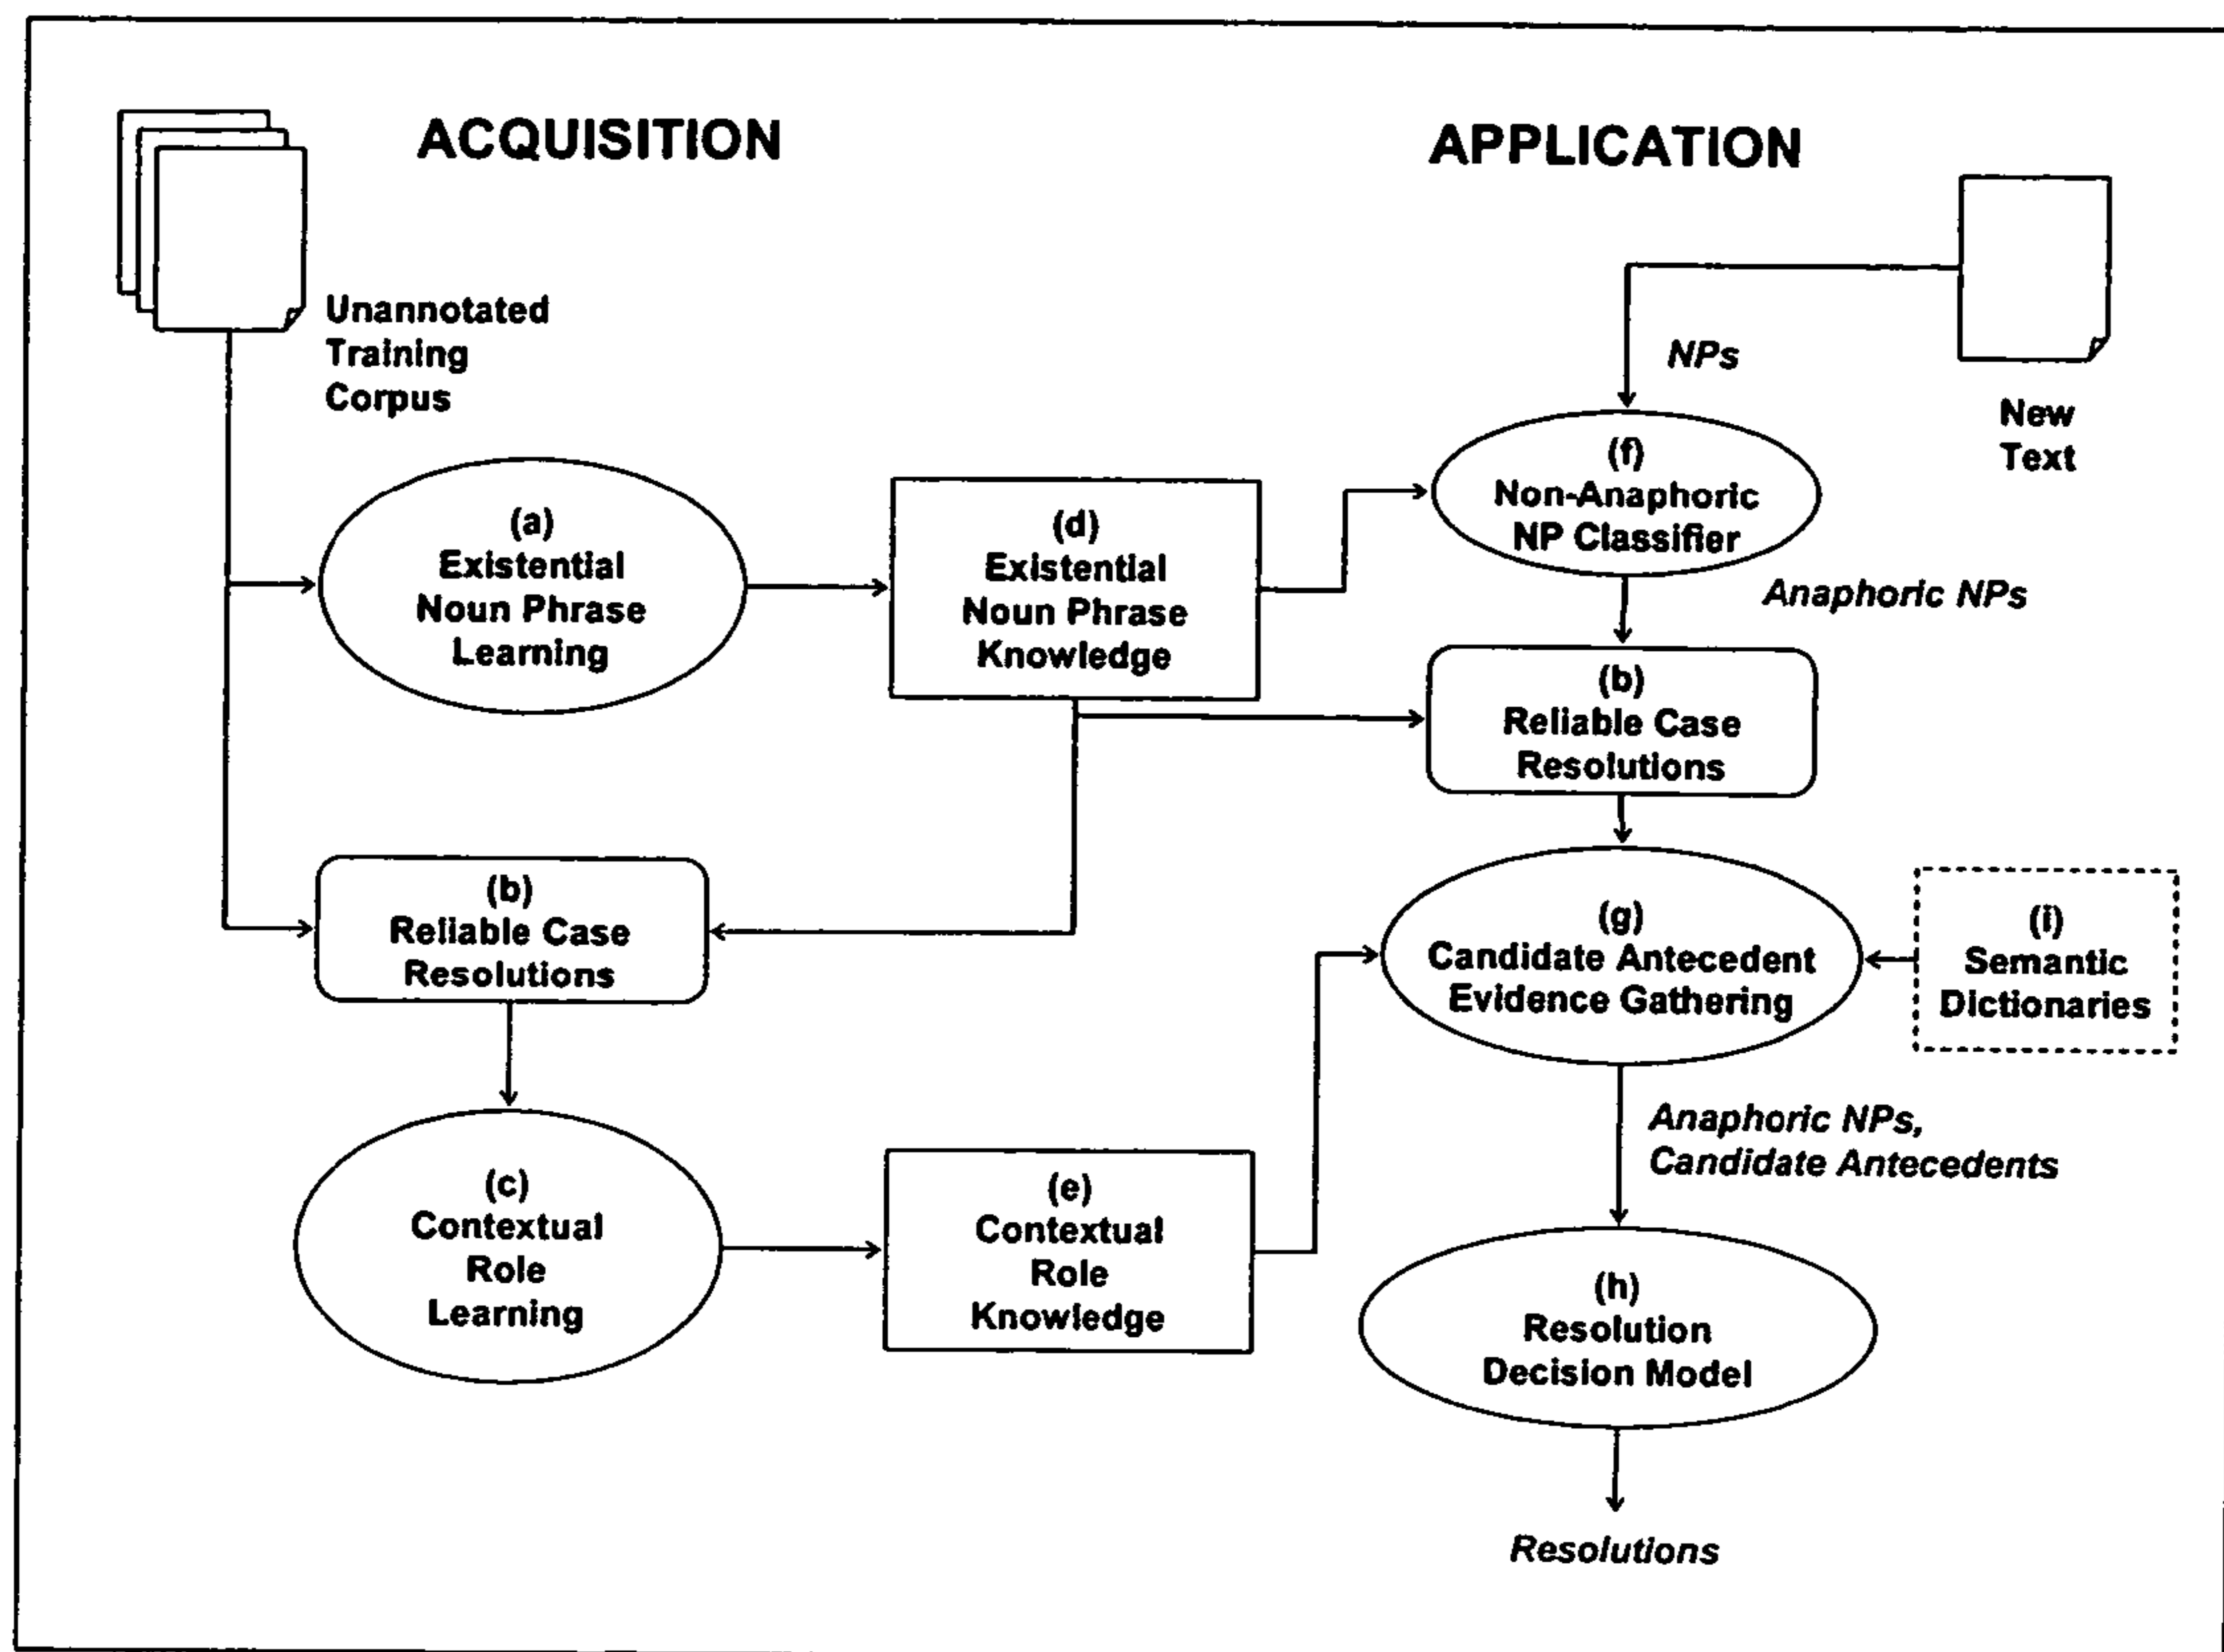 ACQUISITION
APPLICATION
Unannotated
Training
Corpus
NPs
New
Text
(a)
Existential
Noun Phrase
Learning
(d)
Existential
Noun Phrase
Knowledge
(f)
Non-Anaphoric
NP Classifier
Anaphoric NPs
(b)
Reliable Case
Resolutions
(b)
Reliable Case
Resolutions
(g)
Candidate Antecedent
Evidence Gathering
(i)
Semantic
Dictionaries
Anaphoric NPs,
Candidate Antecedents
(c)
Contextual
Role
Learning
(e)
Contextual
Role
Knowledge
(h)
Resolution
Decision Model
Resolutions